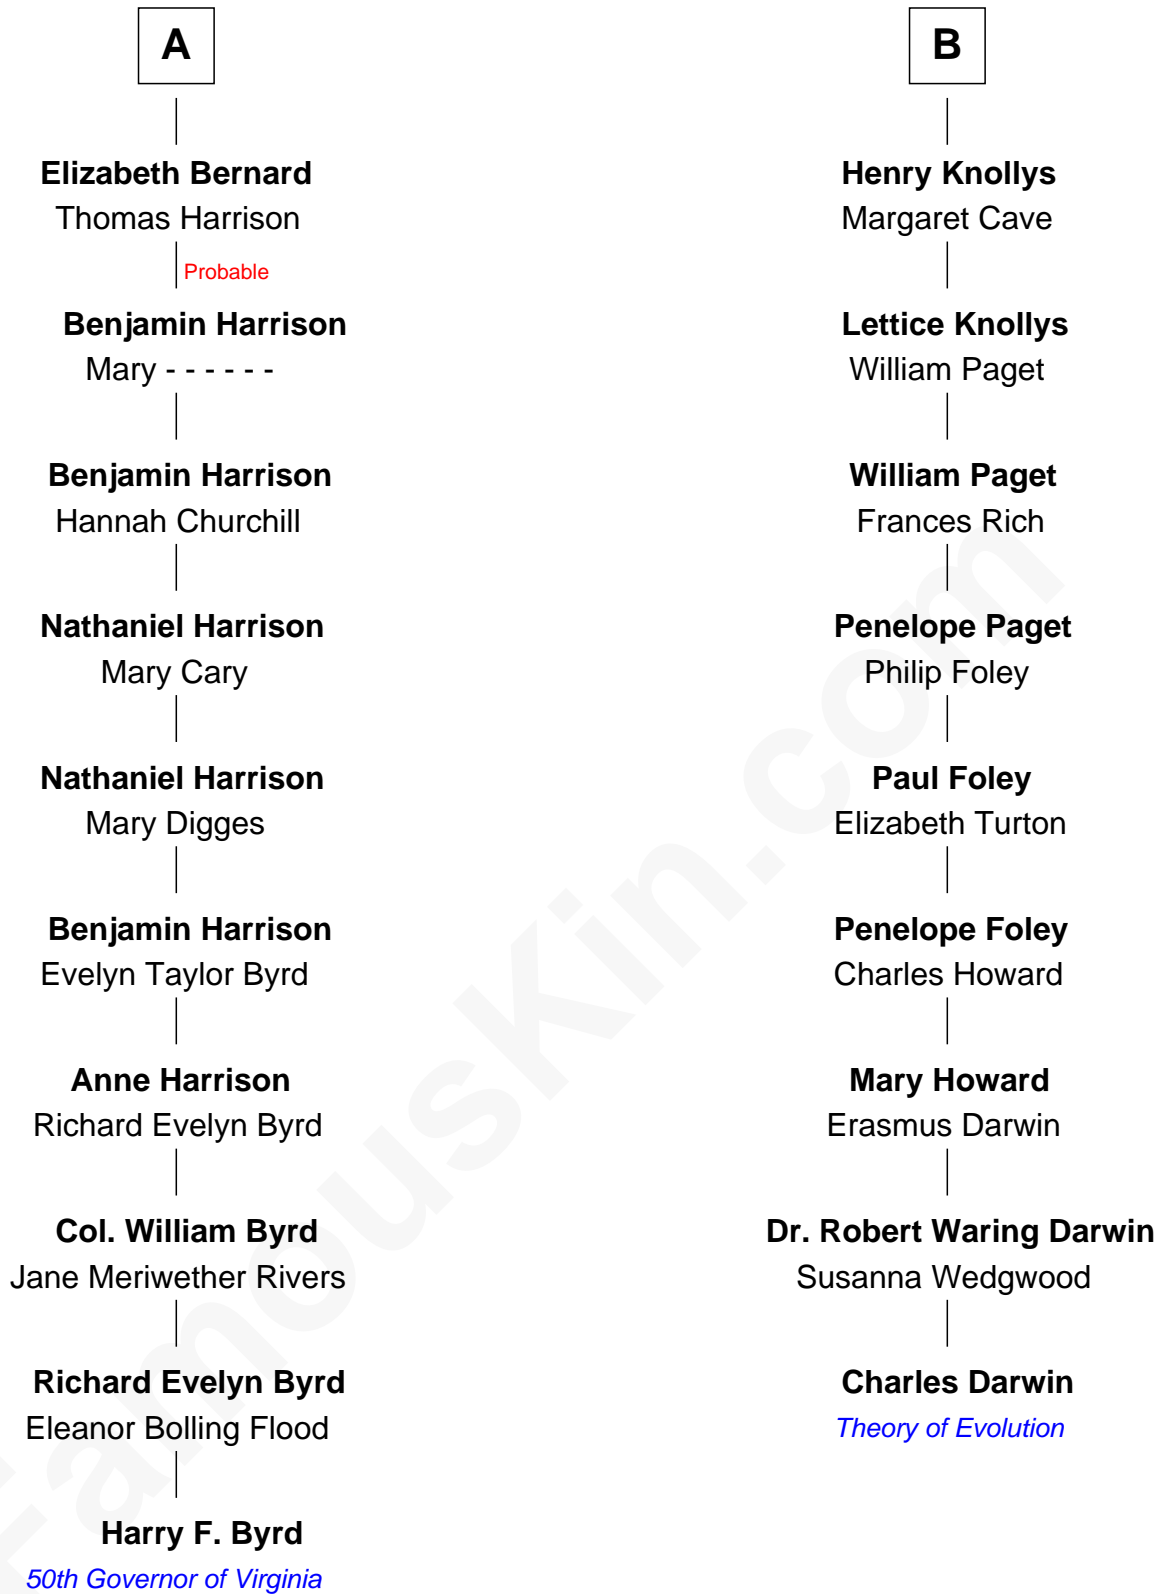 A
Elizabeth Bernard
Thomas Harrison
Probable
Benjamin Harrison
Mary - - - - - -
Benjamin Harrison
Hannah Churchill
Nathaniel Harrison
Mary Cary
Nathaniel Harrison
Mary Digges
Benjamin Harrison
Evelyn Taylor Byrd
Anne Harrison
Richard Evelyn Byrd
Col. William Byrd
Jane Meriwether Rivers
Richard Evelyn Byrd
Eleanor Bolling Flood
Harry F. Byrd
50th Governor of Virginia
B
Henry Knollys
Margaret Cave
Lettice Knollys
William Paget
William Paget
Frances Rich
Penelope Paget
Philip Foley
Paul Foley
Elizabeth Turton
Penelope Foley
Charles Howard
Mary Howard
Erasmus Darwin
Dr. Robert Waring Darwin
Susanna Wedgwood
Charles Darwin
Theory of Evolution
FamousKin.com